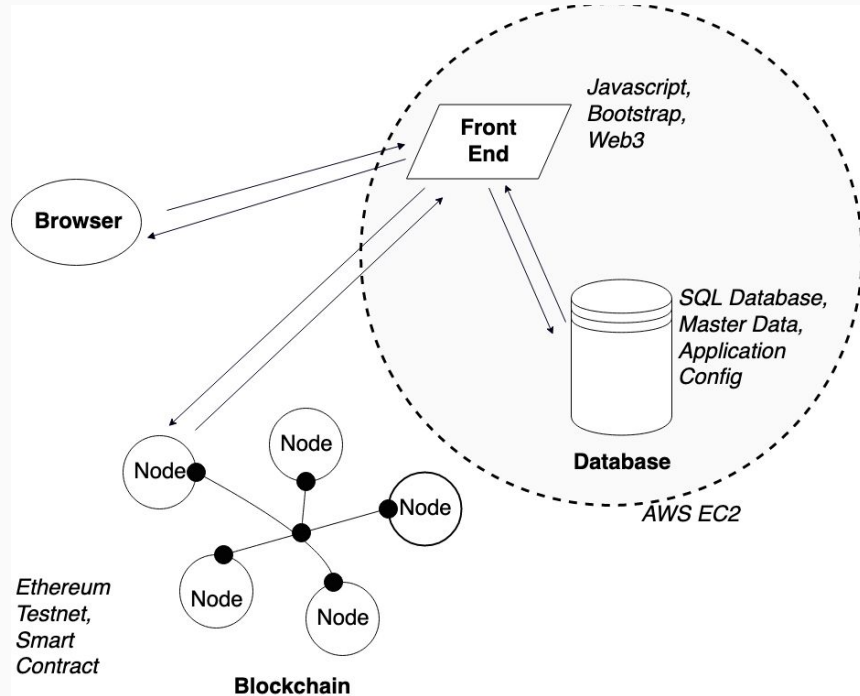 Javascript,
Bootstrap,
Web3
Front
End
Browser
SQL Database,
Master Data,
Application
Config
Database
AWS EC2
Node
Node
Node
Node
Node
Ethereum
Testnet,
Smart
Contract
Blockchain